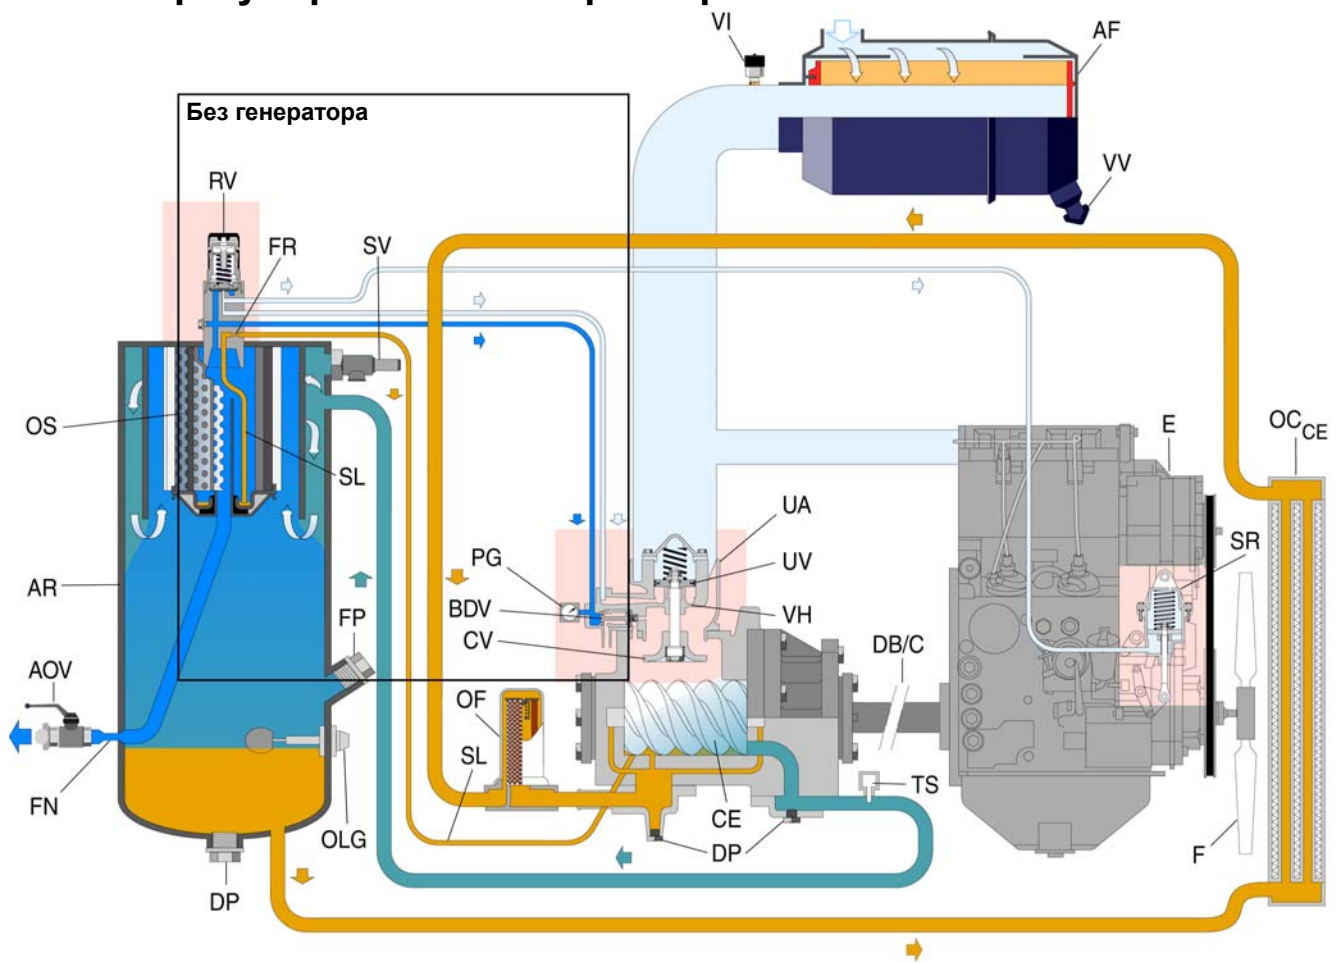 VI
AF
Без генератора
VV
RV
FR
SV
OS
SL
E
OC CE
UA
UV
SR
PG
BDV
VH
CV
AR
FP
DB/C
AOV
OF
SL
TS
FN
OLG
CE
DP
F
DP